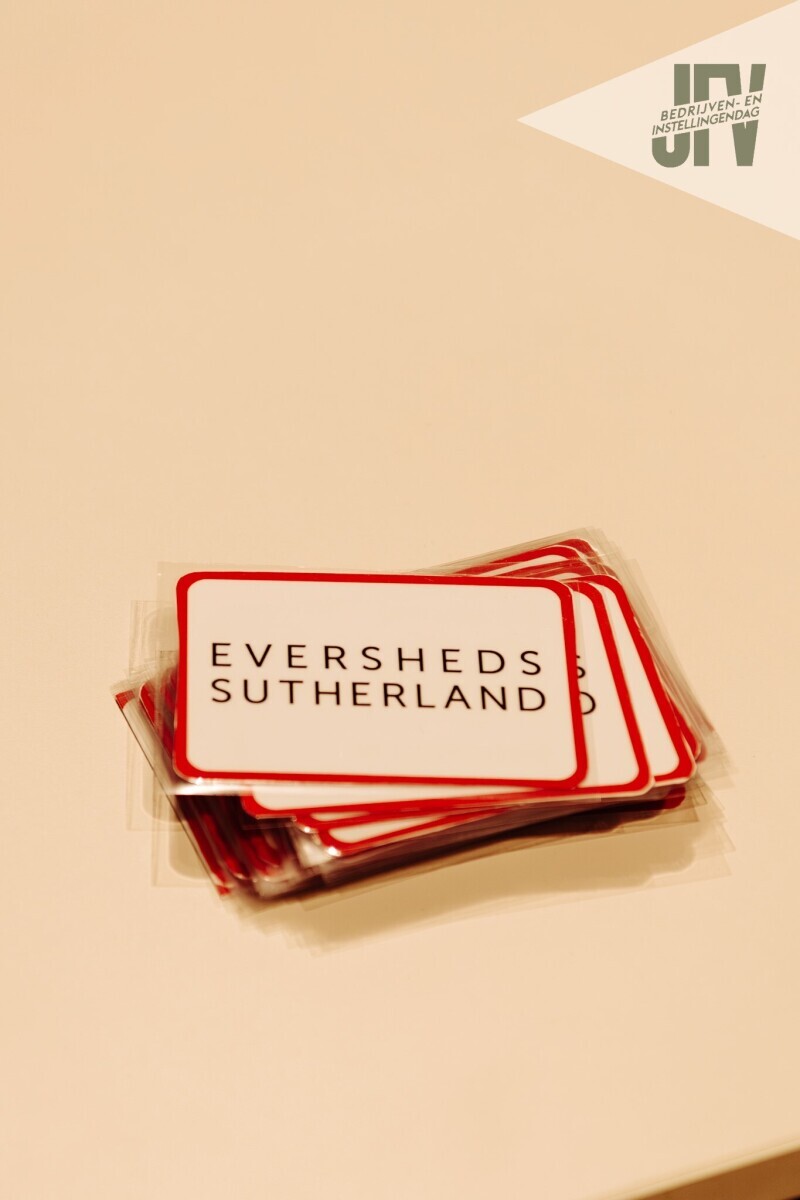 JFV
BEDRIJVEN- EN
INSTELLINGENDAG
EVERSHEDS
SUTHERLAND
S
D